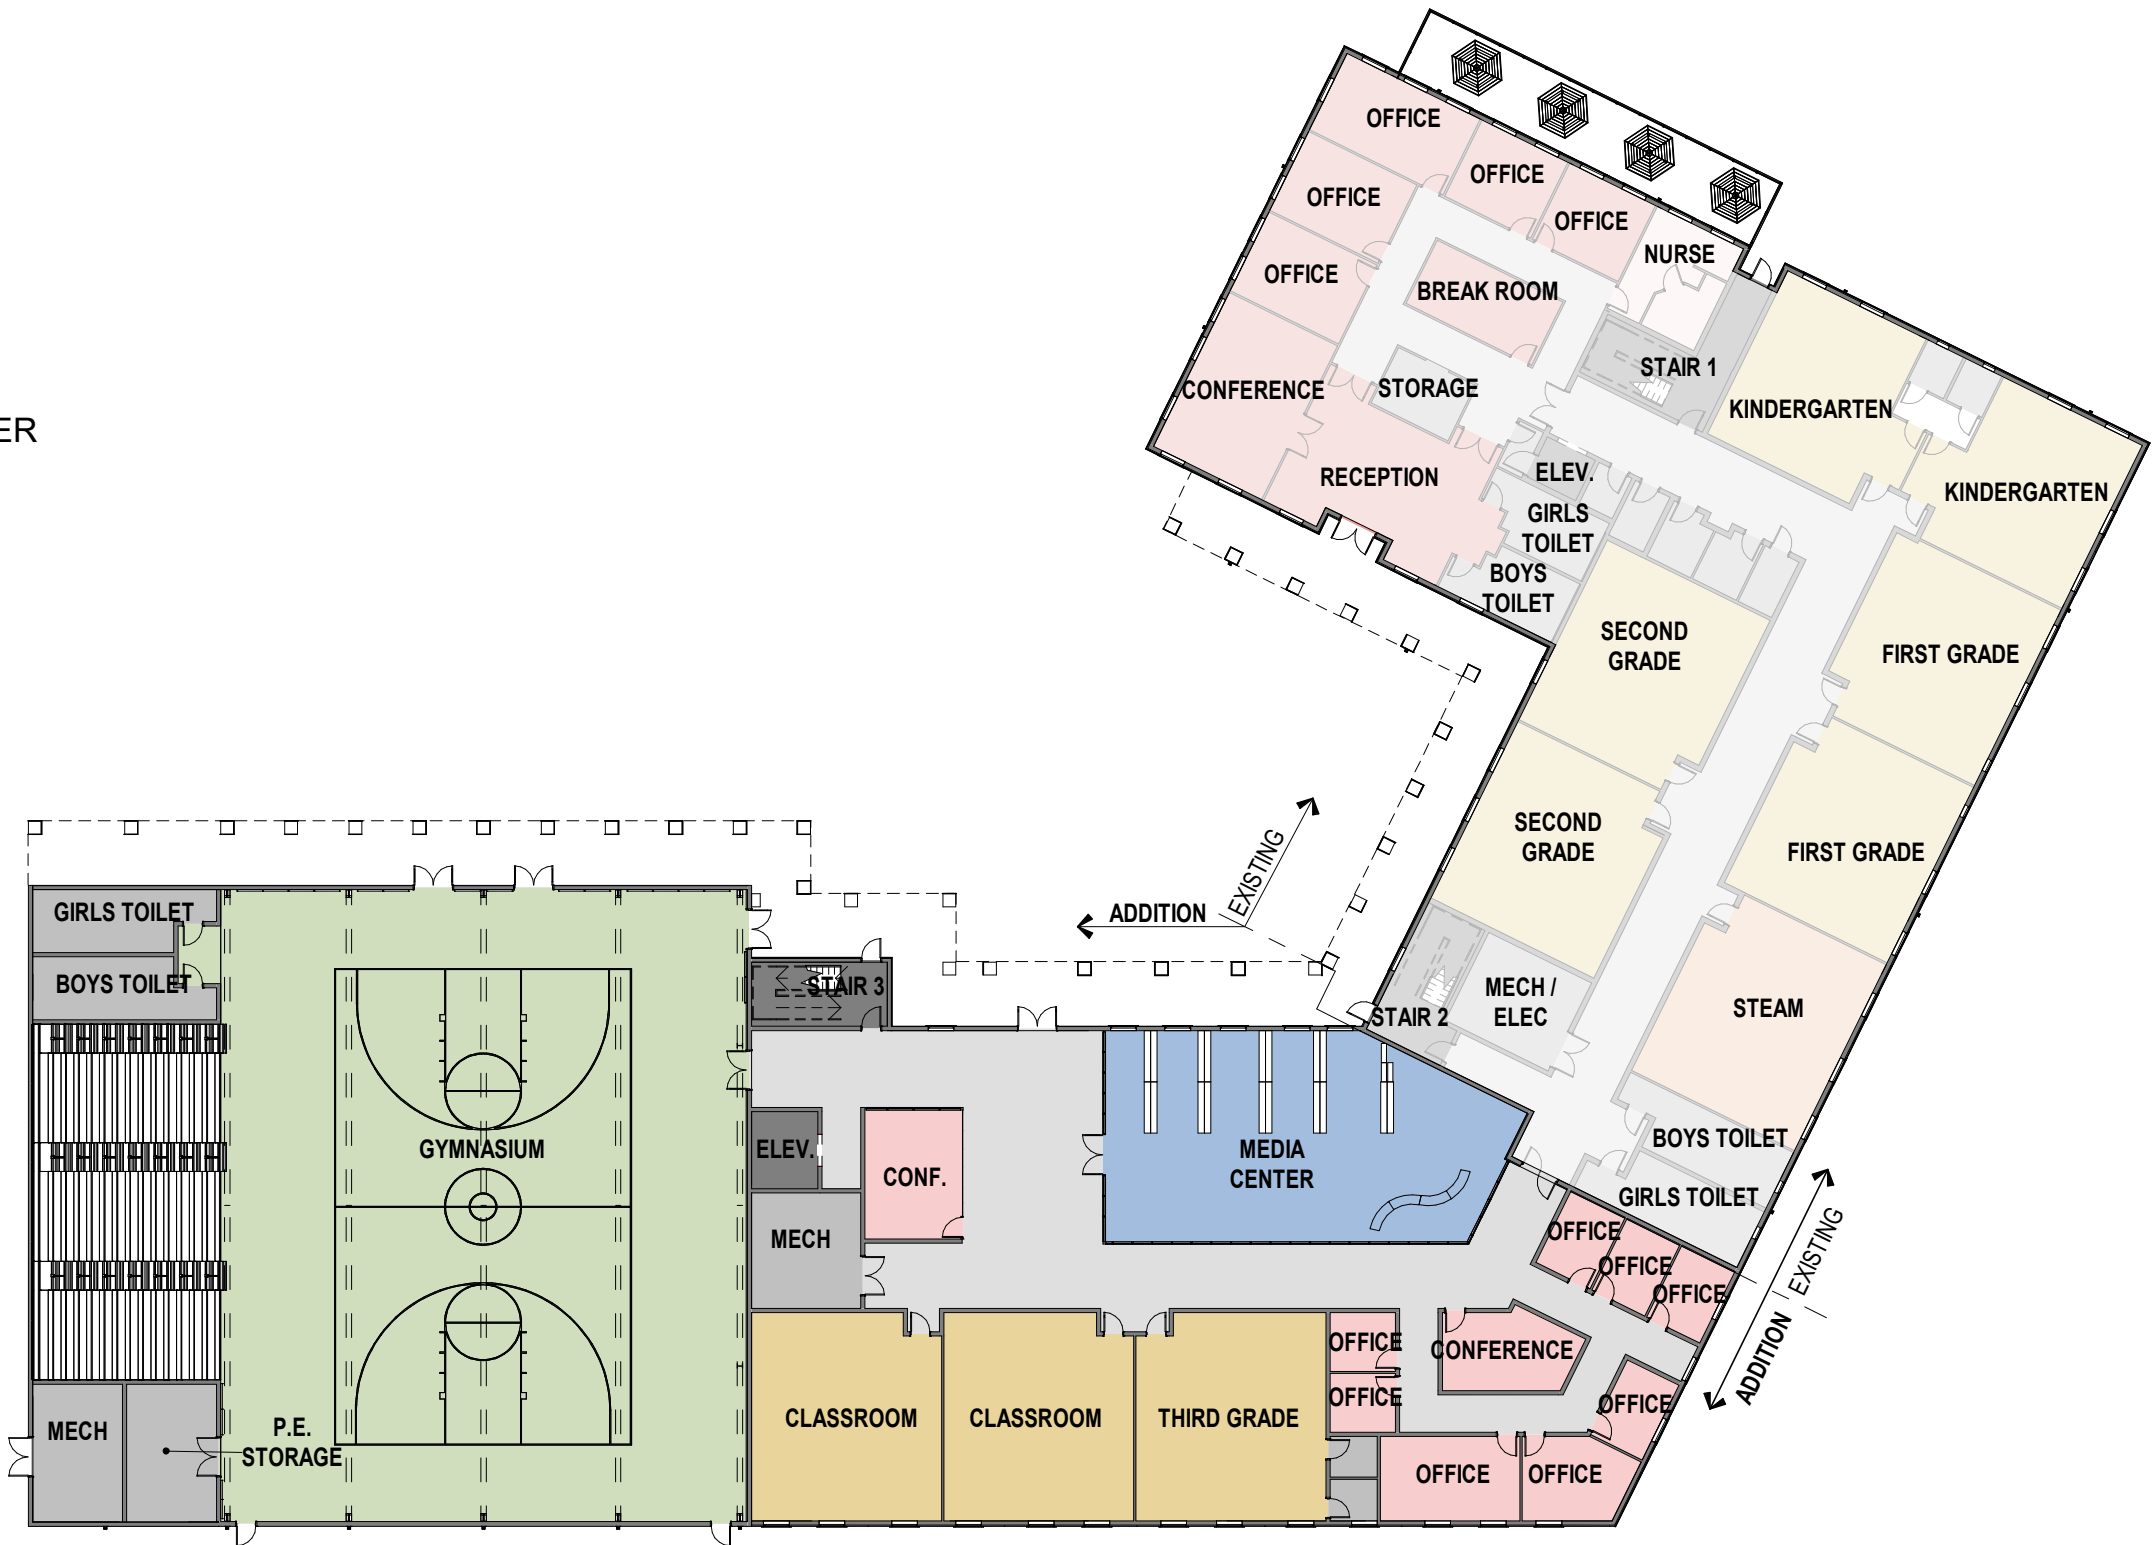 OFFICE
OFFICE
OFFICE
OFFICE
OFFICE
NURSE
BREAK ROOM
STAIR 1
CONFERENCE
STORAGE
KINDERGARTEN
ER
RECEPTION
ELEV.
KINDERGARTEN
GIRLS
TOILET
BOYS
TOILET
SECOND
GRADE
FIRST GRADE
SECOND
GRADE
FIRST GRADE
EXISTING
ADDITION
GIRLS TOILET
BOYS TOILET
STAIR 3
MECH /
ELEC
STAIR 2
STEAM
GYMNASIUM
ELEV.
CONF.
MEDIA
CENTER
BOYS TOILET
GIRLS TOILET
MECH
OFFICE
OFFICE
OFFICE
EXISTING
ADDITION
OFFICE
CONFERENCE
OFFICE
OFFICE
MECH
P.E.
STORAGE
CLASSROOM
CLASSROOM
THIRD GRADE
OFFICE
OFFICE